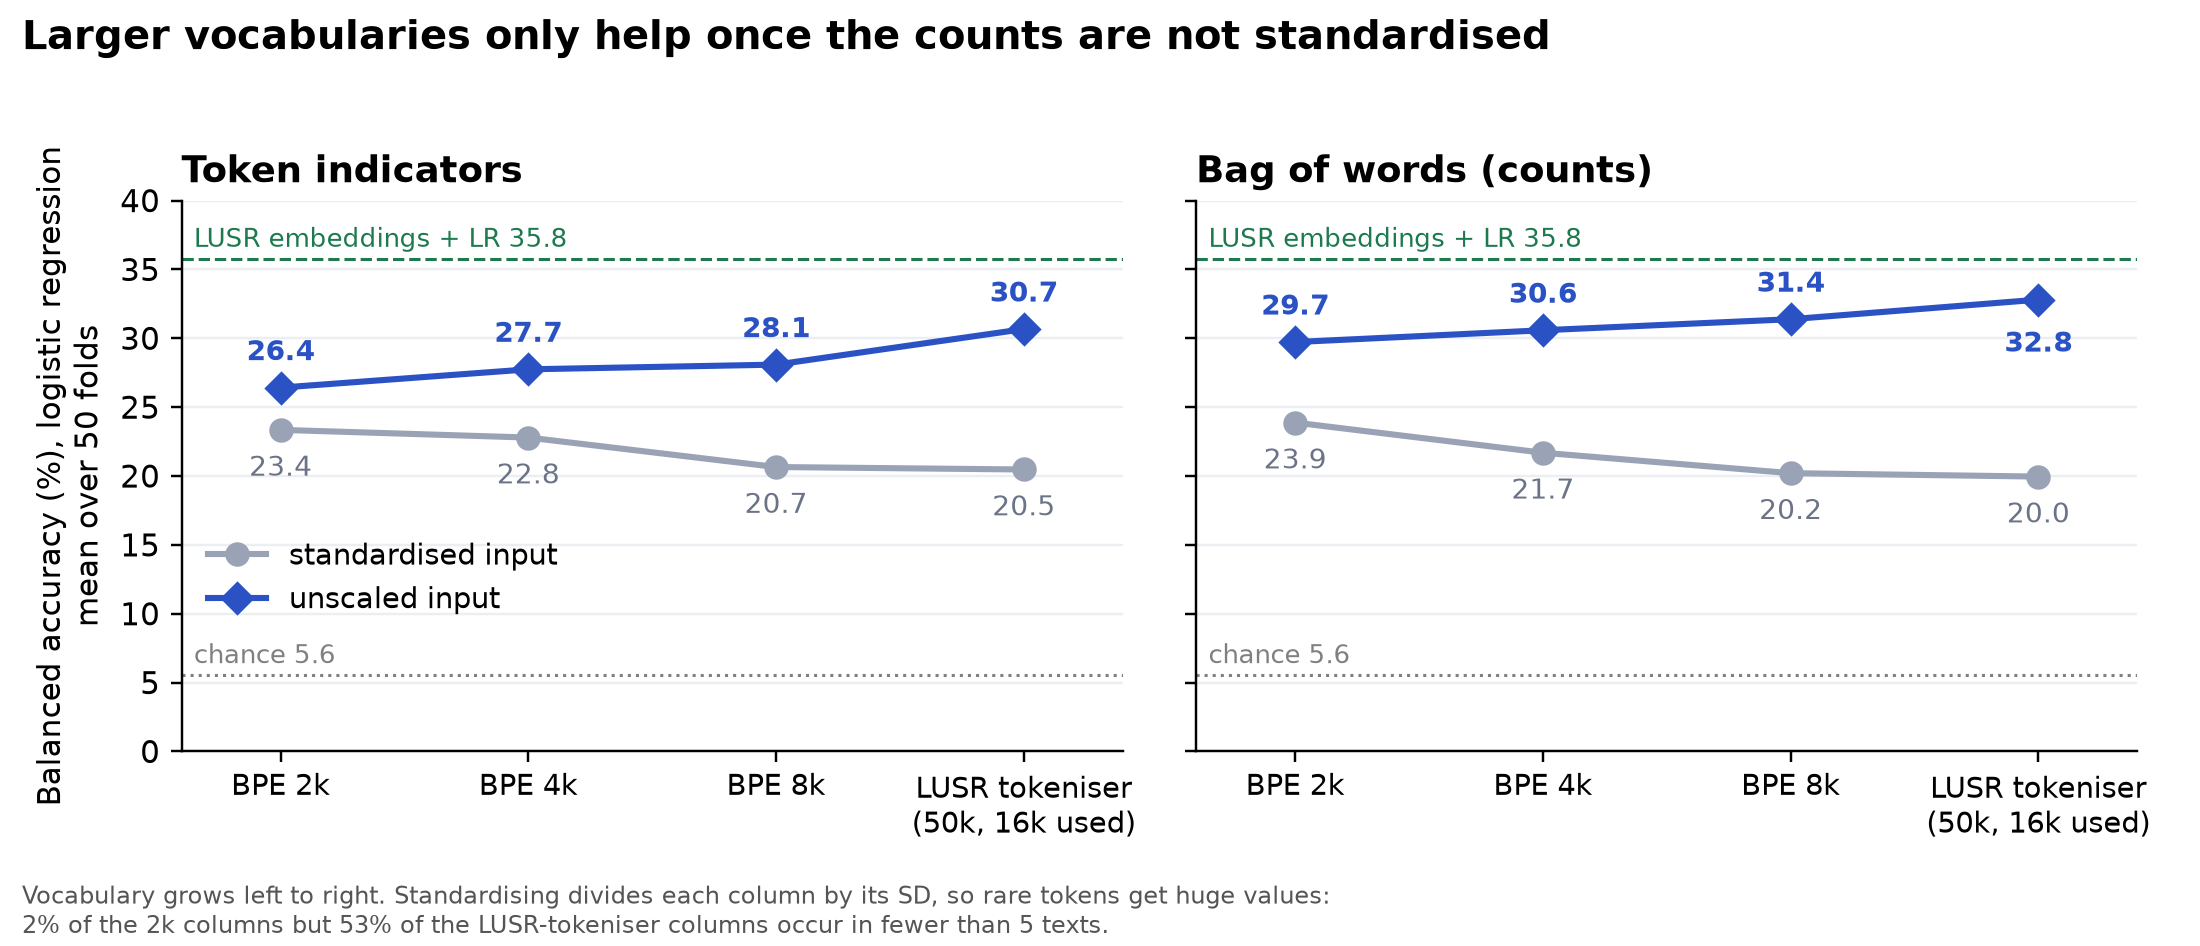 Larger vocabularies only help once the counts are not standardised
Balanced accuracy (%), logistic regression
mean over 50 folds
Token indicators
40
35
30
25
20
15
10
5
0
LUSR embeddings + LR 35.8
26.4
27.7
28.1
30.7
23.4
22.8
20.7
20.5
standardised input
unscaled input
chance 5.6
BPE 2k
BPE 4k
BPE 8k
LUSR tokeniser
(50k, 16k used)
Bag of words (counts)
LUSR embeddings + LR 35.8
29.7
30.6
31.4
32.8
23.9
21.7
20.2
20.0
chance 5.6
BPE 2k
BPE 4k
BPE 8k
LUSR tokeniser
(50k, 16k used)
Vocabulary grows left to right. Standardising divides each column by its SD, so rare tokens get huge values:
2% of the 2k columns but 53% of the LUSR-tokeniser columns occur in fewer than 5 texts.